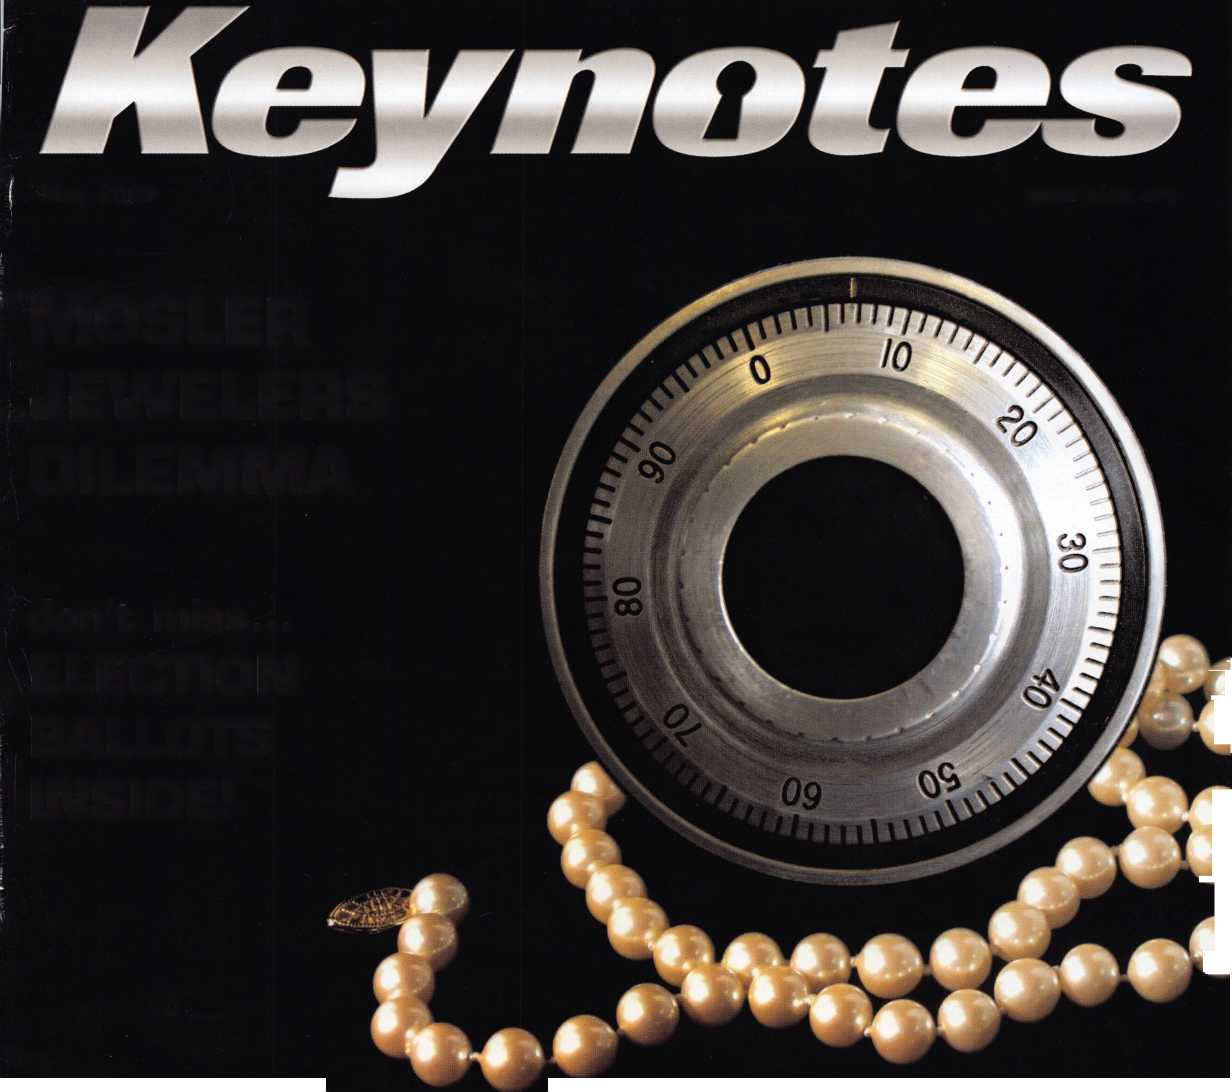 Keynotes
MOSLER
JEWELERS
DILEMMA
don't miss...
ELECTION
BALLOTS
INSIDE!
0
10
20
30
40
50
60
70
80
90